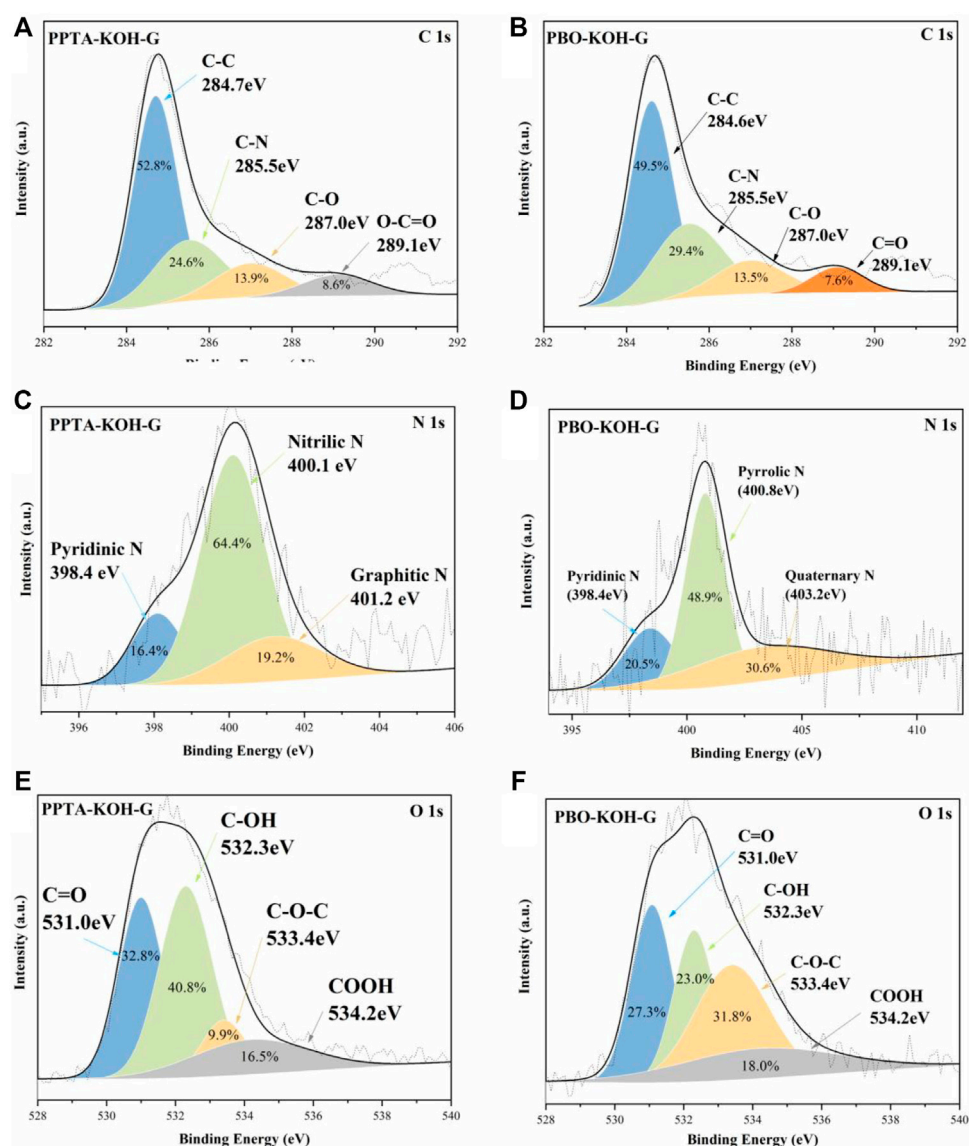 A
PPTA-KOH-G
C 1s
C-C
284.7eV
C-N
285.5eV
C-O
287.0eV
O-C=O
289.1eV
52.8%
24.6%
13.9%
8.6%
Intensity (a.u.)
282 284 286 288 290 292
Binding Energy (eV)
B
PBO-KOH-G
C 1s
C-C
284.6eV
C-N
285.5eV
C-O
287.0eV
C=O
289.1eV
49.5%
29.4%
13.5%
7.6%
Intensity (a.u.)
282 284 286 288 290 292
Binding Energy (eV)
C
PPTA-KOH-G
N 1s
Nitrilic N
400.1 eV
Pyridinic N
398.4 eV
Graphitic N
401.2 eV
64.4%
16.4%
19.2%
Intensity (a.u.)
396 398 400 402 404 406
Binding Energy (eV)
D
PBO-KOH-G
N 1s
Pyrrolic N
(400.8eV)
Pyridinic N
(398.4eV)
Quaternary N
(403.2eV)
48.9%
20.5%
30.6%
Intensity (a.u.)
395 400 405 410
Binding Energy (eV)
E
PPTA-KOH-G
O 1s
C-OH
532.3eV
C=O
531.0eV
C-O-C
533.4eV
COOH
534.2eV
32.8%
40.8%
9.9%
16.5%
Intensity (a.u.)
528 530 532 534 536 538 540
Binding Energy (eV)
F
PBO-KOH-G
O 1s
C=O
531.0eV
C-OH
532.3eV
C-O-C
533.4eV
COOH
534.2eV
27.3%
23.0%
31.8%
18.0%
Intensity (a.u.)
528 530 532 534 536 538 540
Binding Energy (eV)